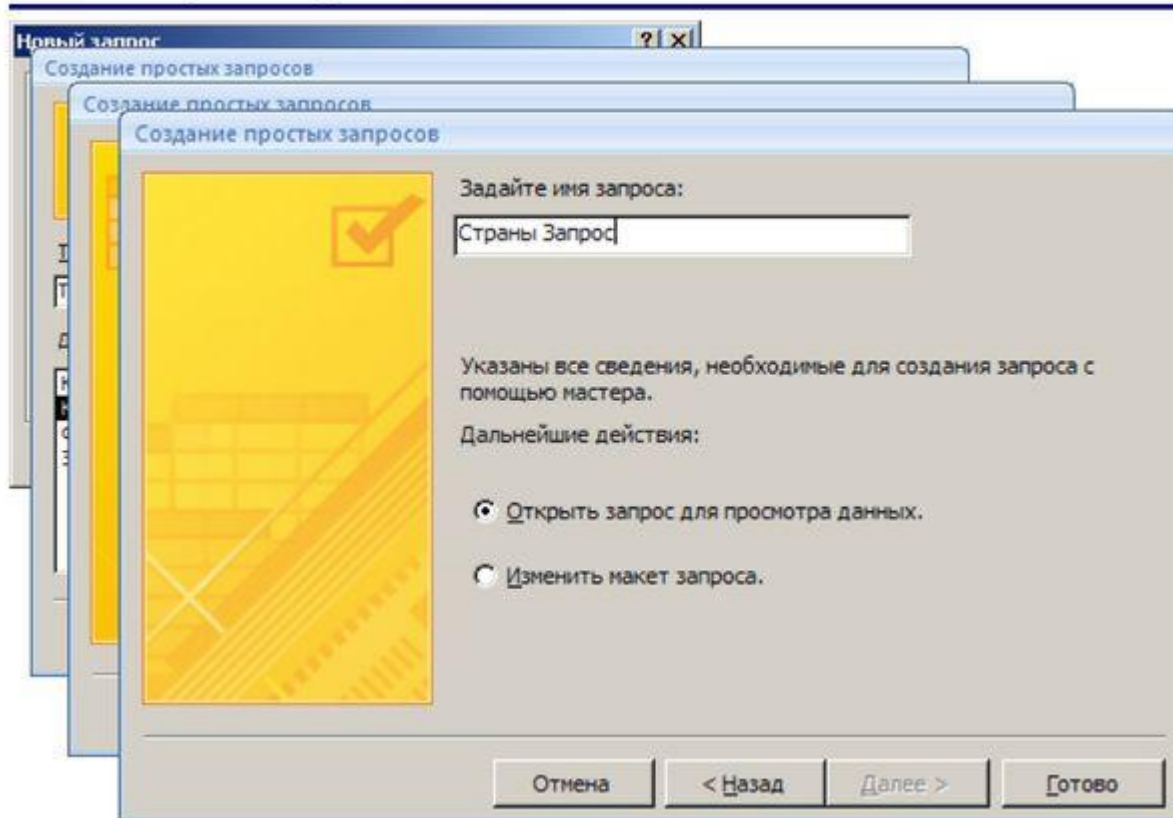 Новый запрос
Создание простых запросов
Создание простых запросов
Создание простых запросов
Задайте имя запроса:
Страны Запрос
Указаны все сведения, необходимые для создания запроса с
помощью мастера.
Дальнейшие действия:
Открыть запрос для просмотра данных.
Изменить макет запроса.
Отмена
< Назад
Далее >
Готово